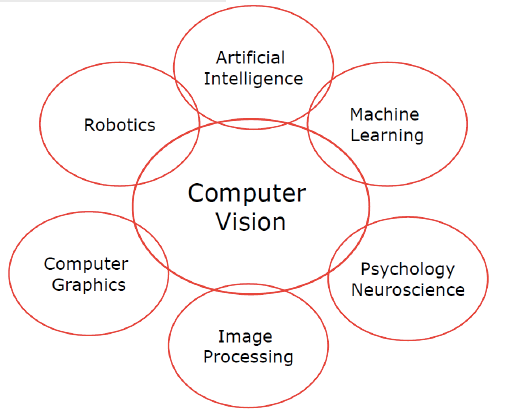 Artificial
Intelligence
Machine
Learning
Robotics
Computer
Vision
Computer
Graphics
Psychology
Neuroscience
Image
Processing